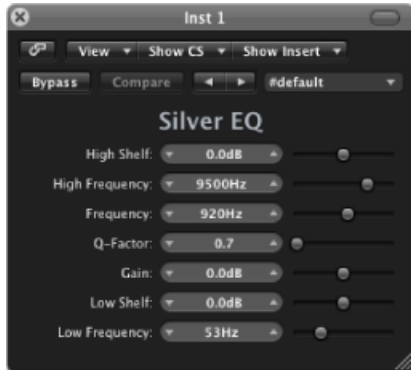 Inst 1
View Show CS Show Insert
Bypass Compare #default
Silver EQ
High Shelf: 0.0dB
High Frequency: 9500Hz
Frequency: 920Hz
Q-Factor: 0.7
Gain: 0.0dB
Low Shelf: 0.0dB
Low Frequency: 53Hz